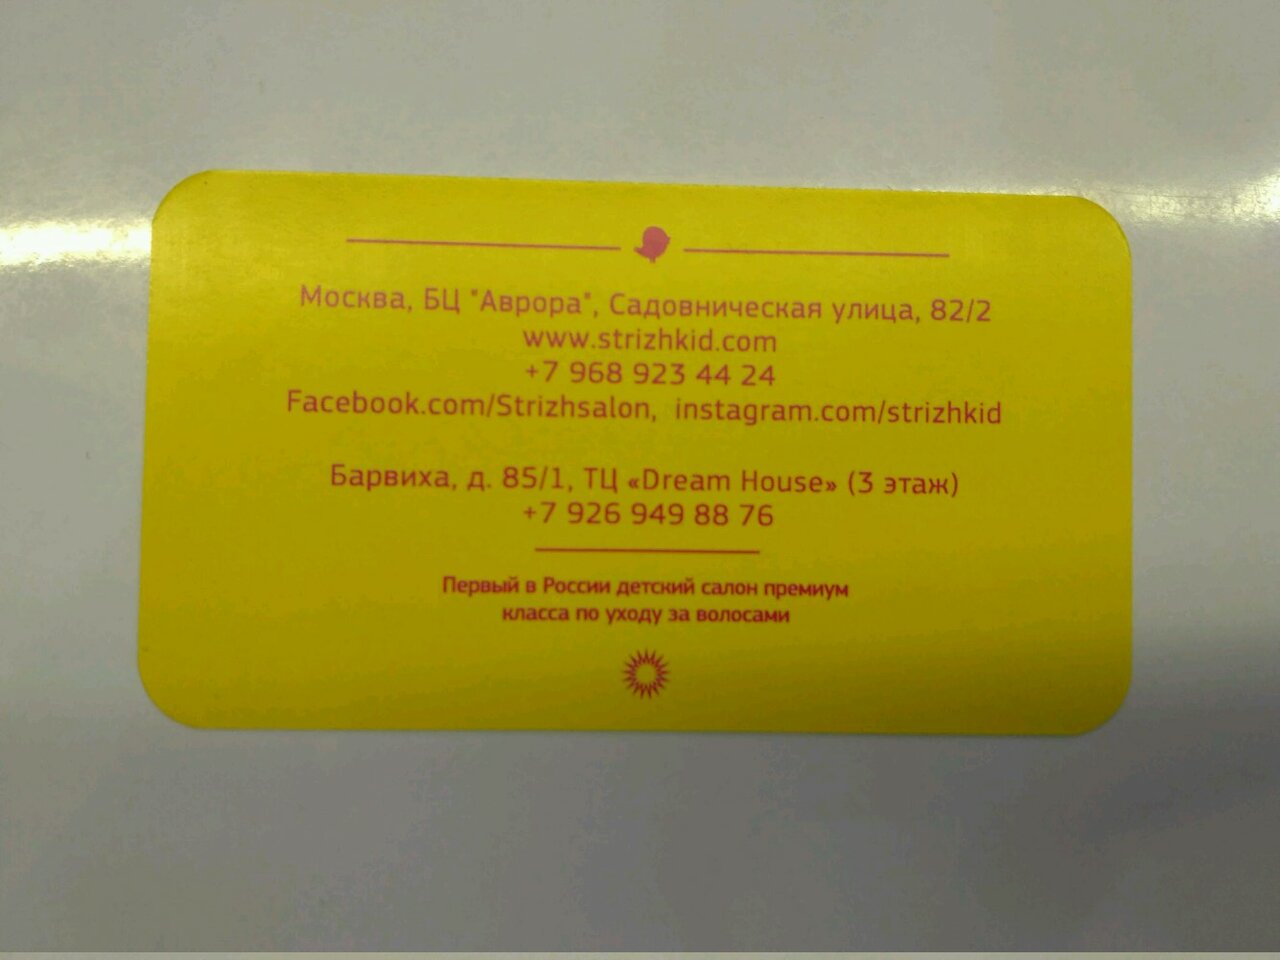 Москва, БЦ "Аврора", Садовническая улица, 82/2
www.strizhkid.com
+7 968 923 44 24
Facebook.com/Strizhsalon, instagram.com/strizhkid
Барвиха, д. 85/1, ТЦ «Dream House» (3 этаж)
+7 926 949 88 76
Первый в России детский салон премиум
класса по уходу за волосами